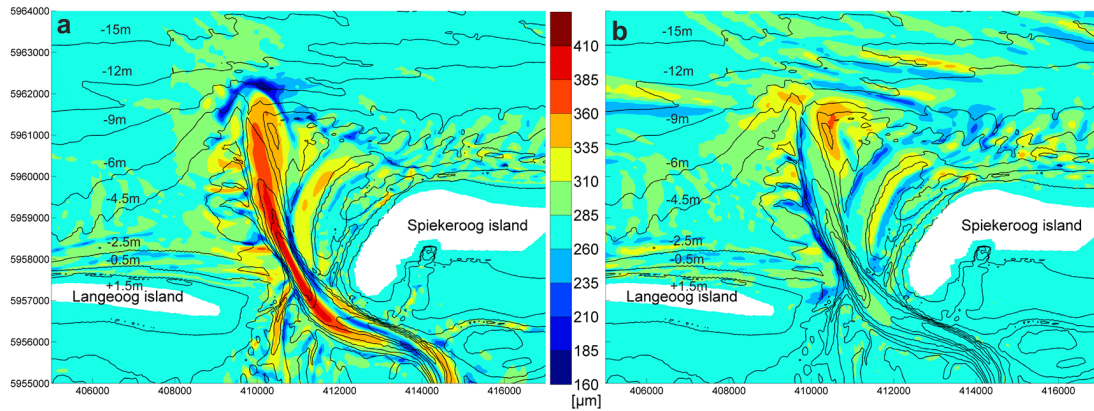 a
b
5964000
5963000
5962000
5961000
5960000
5959000
5958000
5957000
5956000
5955000
-15m
-12m
-9m
-6m
-4.5m
-2.5m
-0.5m
+1.5m
Langeoog island
Spiekeroog island
406000
408000
410000
412000
414000
416000
410
385
360
335
310
285
260
235
210
185
160
[µm]
-15m
-12m
-9m
-6m
-4.5m
-2.5m
-0.5m
+1.5m
Langeoog island
Spiekeroog island
406000
408000
410000
412000
414000
416000